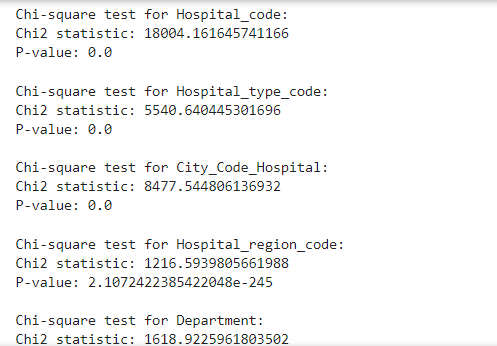 Chi-square test for Hospital_code:
Chi2 statistic: 18004.161645741166
P-value: 0.0
Chi-square test for Hospital_type_code:
Chi2 statistic: 5540.640445301696
P-value: 0.0
Chi-square test for City_Code_Hospital:
Chi2 statistic: 8477.544806136932
P-value: 0.0
Chi-square test for Hospital_region_code:
Chi2 statistic: 1216.5939805661988
P-value: 2.1072422385422048e-245
Chi-square test for Department:
Chi2 statistic: 1618.9225961803502